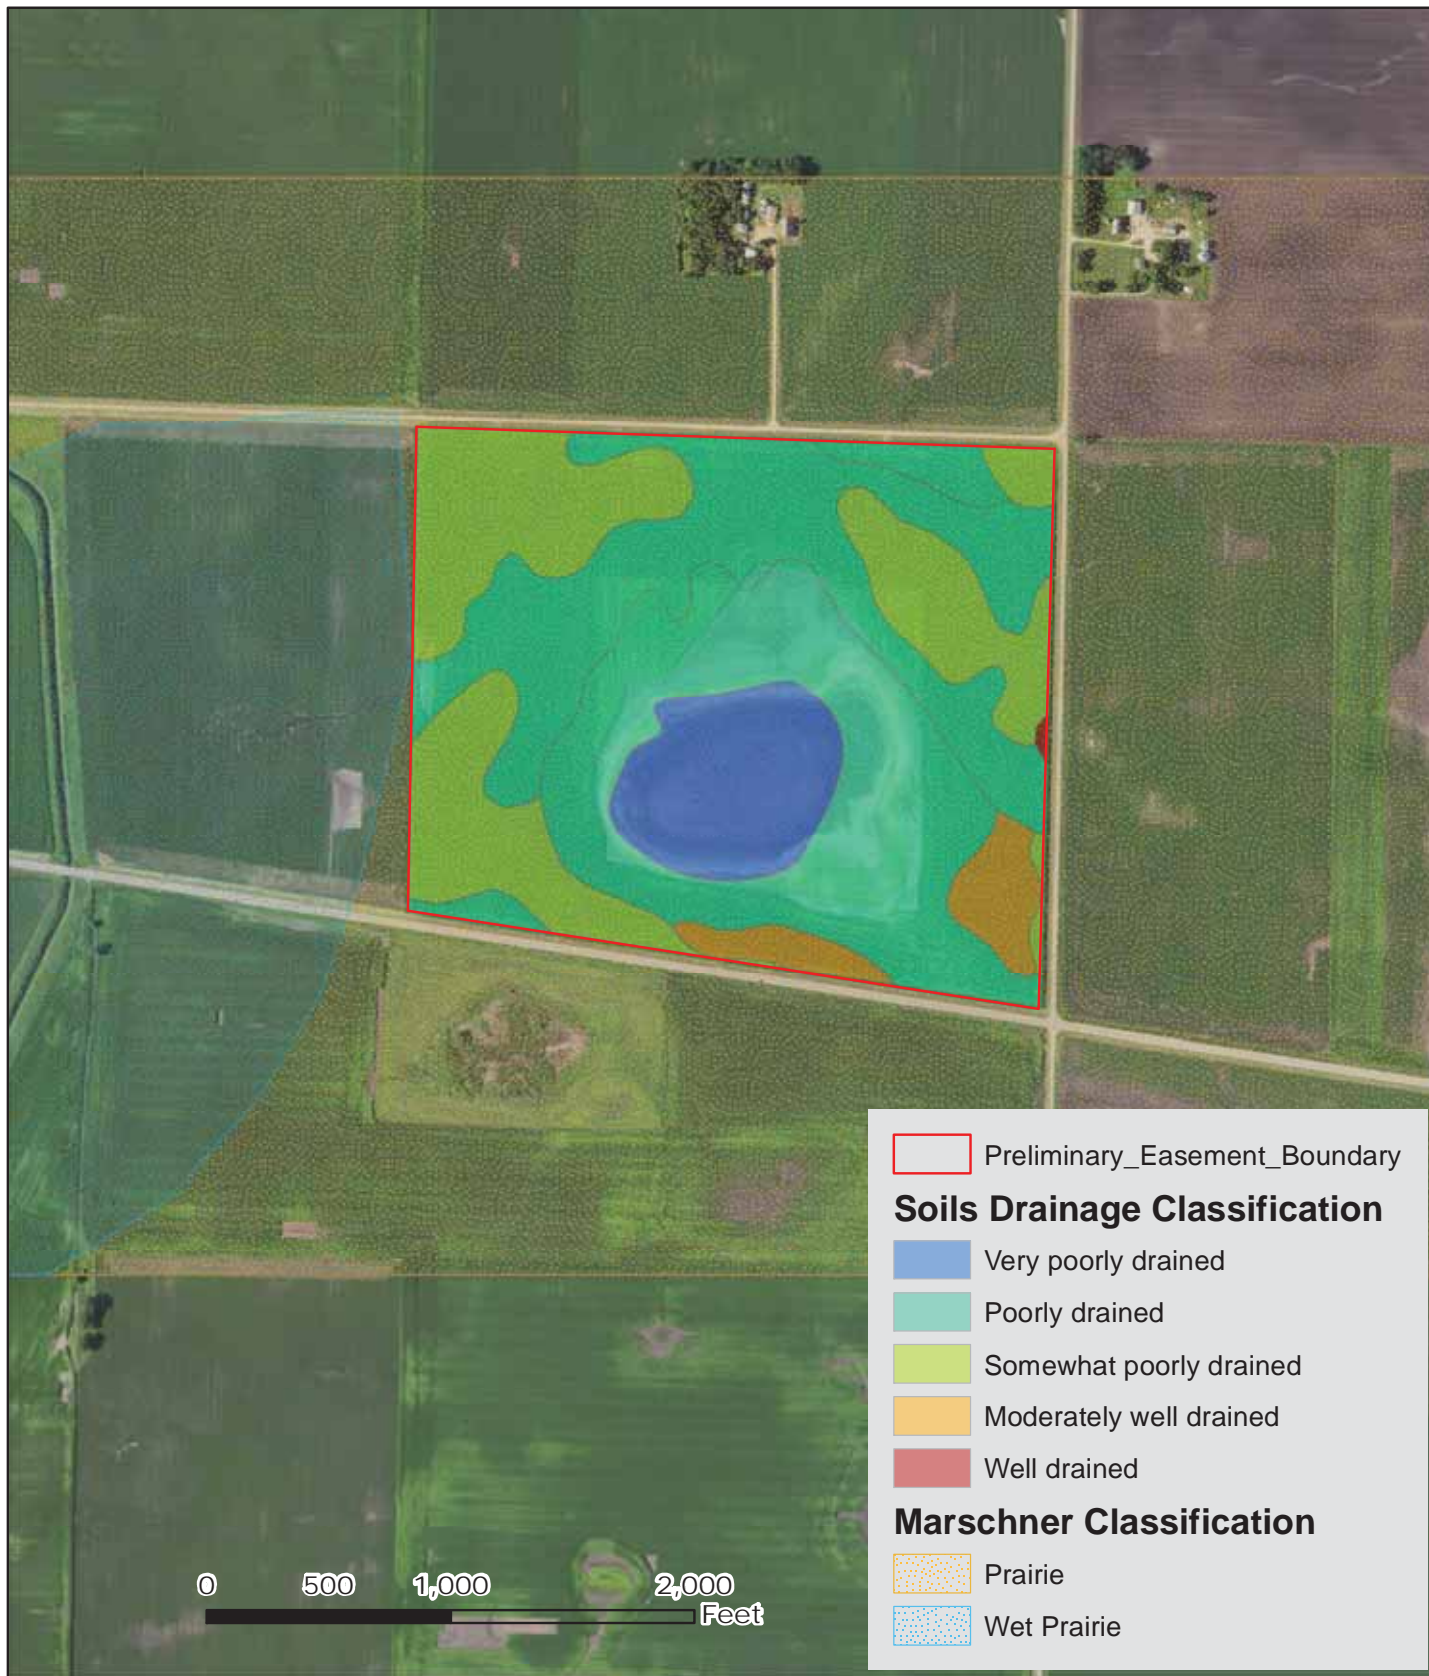 Preliminary_Easement_Boundary
Soils Drainage Classification
Very poorly drained
Poorly drained
Somewhat poorly drained
Moderately well drained
Well drained
Marschner Classification
Prairie
Wet Prairie
0 500 1,000 2,000
Feet